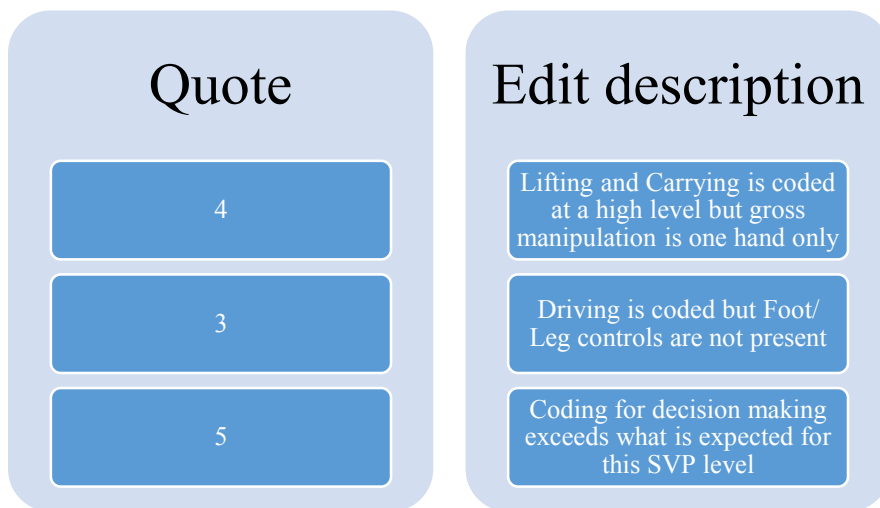 Quote
4
3
5
Edit description
Lifting and Carrying is coded
at a high level but gross
manipulation is one hand only
Driving is coded but Foot/
Leg controls are not present
Coding for decision making
exceeds what is expected for
this SVP level